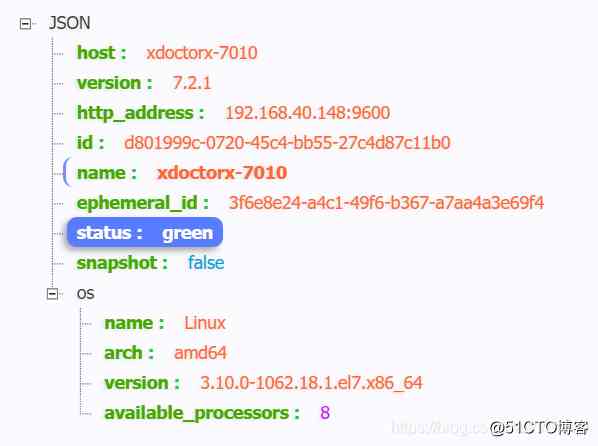 JSON
host : xdoctorx-7010
version : 7.2.1
http_address : 192.168.40.148:9600
id : d801999c-0720-45c4-bb55-27c4d87c11b0
name : xdoctorx-7010
ephemeral_id : 3f6e8e24-a4c1-49f6-b367-a7aa4a3e69f4
status : green
snapshot : false
os
name : Linux
arch : amd64
version : 3.10.0-1062.18.1.el7.x86_64
available_processors : 8
@51CTO博客